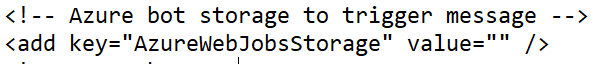 <!-- Azure bot storage to trigger message -->
<add key="AzureWebJobsStorage" value="" />